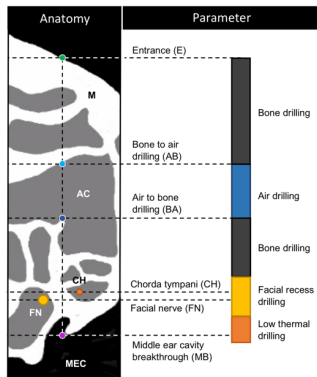 Anatomy
Parameter
Entrance (E)
M
Bone drilling
Bone to air
drilling (AB)
AC
Air to bone
drilling (BA)
Air drilling
Bone drilling
CH
Chorda tympani (CH)
Facial recess
drilling
FN
Facial nerve (FN)
Low thermal
drilling
Middle ear cavity
breakthrough (MB)
MEC